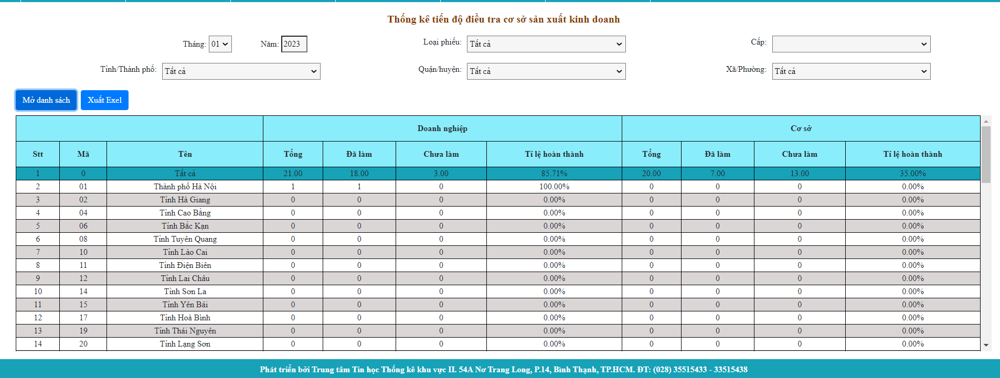 Thống kê tiến độ điều tra cơ sở sản xuất kinh doanh
Tháng: 01 Năm: 2023 Loại phiếu: Tất cả Cấp:
Tỉnh/Thành phố: Tất cả Quận/huyện: Tất cả Xã/Phường: Tất cả
Mở danh sách Xuất Exel
Doanh nghiệp Cơ sở
Stt Mã Tên Tổng Đã làm Chưa làm Tỉ lệ hoàn thành Tổng Đã làm Chưa làm Tỉ lệ hoàn thành
1 0 Tất cả 21.00 18.00 3.00 85.71% 20.00 7.00 13.00 35.00%
2 01 Thành phố Hà Nội 1 1 0 100.00% 0 0 0 0.00%
3 02 Tỉnh Hà Giang 0 0 0 0.00% 0 0 0 0.00%
4 04 Tỉnh Cao Bằng 0 0 0 0.00% 0 0 0 0.00%
5 06 Tỉnh Bắc Kạn 0 0 0 0.00% 0 0 0 0.00%
6 08 Tỉnh Tuyên Quang 0 0 0 0.00% 0 0 0 0.00%
7 10 Tỉnh Lào Cai 0 0 0 0.00% 0 0 0 0.00%
8 11 Tỉnh Điện Biên 0 0 0 0.00% 0 0 0 0.00%
9 12 Tỉnh Lai Châu 0 0 0 0.00% 0 0 0 0.00%
10 14 Tỉnh Sơn La 0 0 0 0.00% 0 0 0 0.00%
11 15 Tỉnh Yên Bái 0 0 0 0.00% 0 0 0 0.00%
12 17 Tỉnh Hoà Bình 0 0 0 0.00% 0 0 0 0.00%
13 19 Tỉnh Thái Nguyên 0 0 0 0.00% 0 0 0 0.00%
14 20 Tỉnh Lạng Sơn 0 0 0 0.00% 0 0 0 0.00%
Phát triển bởi Trung tâm Tin học Thống kê khu vực II. 54A Nơ Trang Long, P.14, Bình Thạnh, TP.HCM. ĐT: (028) 35515433 - 33515438